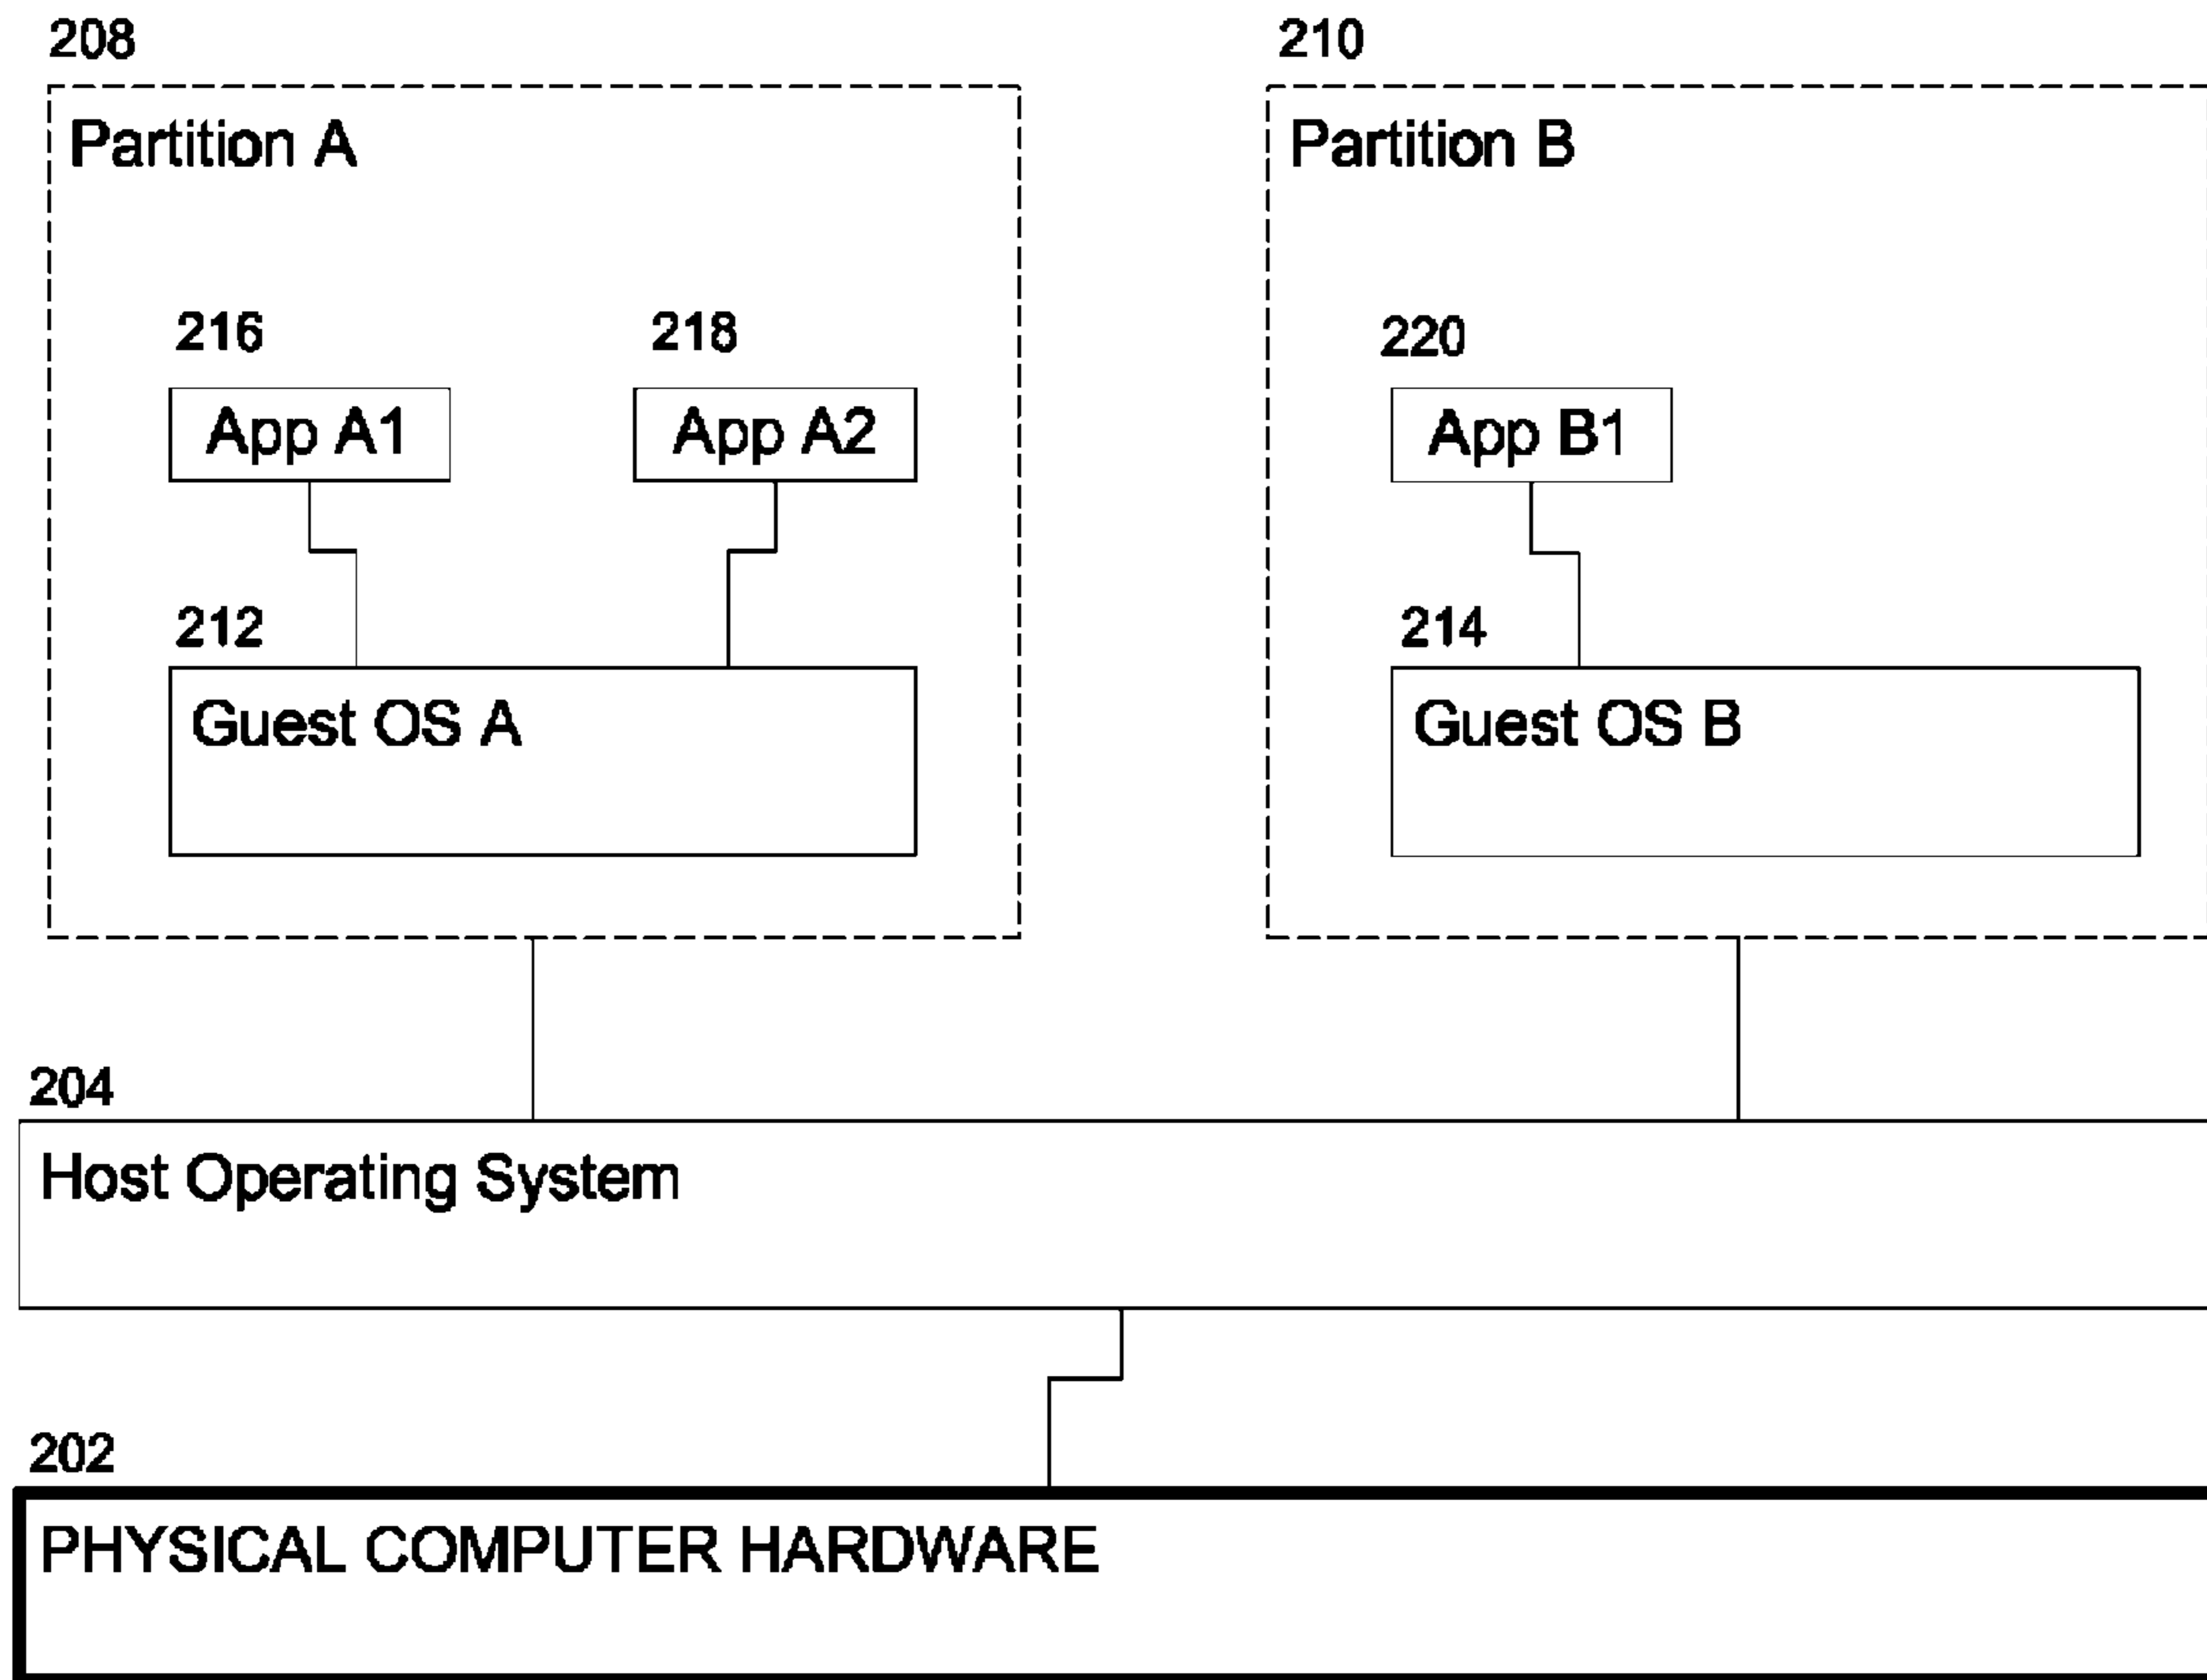 208
210
Partition A
Partition B
216
218
220
App A1
App A2
App B1
212
214
Guest OS A
Guest OS B
204
Host Operating System
202
PHYSICAL COMPUTER HARDWARE